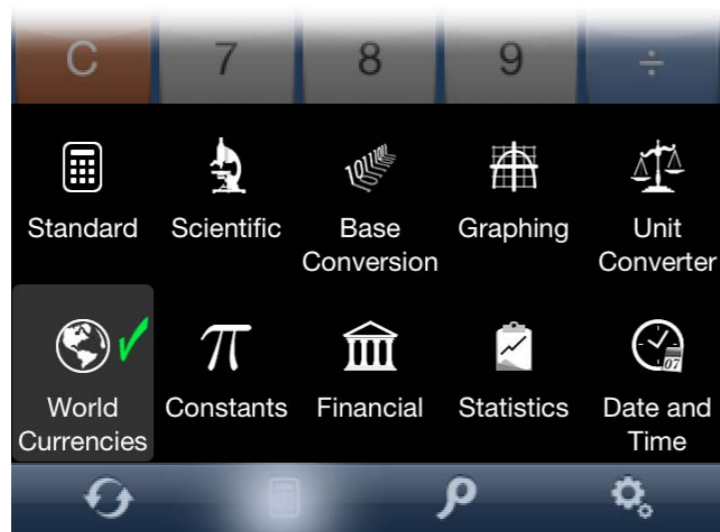 C 7 8 9 ÷
Standard Scientific Base Graphing Unit
Conversion Converter
World Constants Financial Statistics Date and
Currencies Time